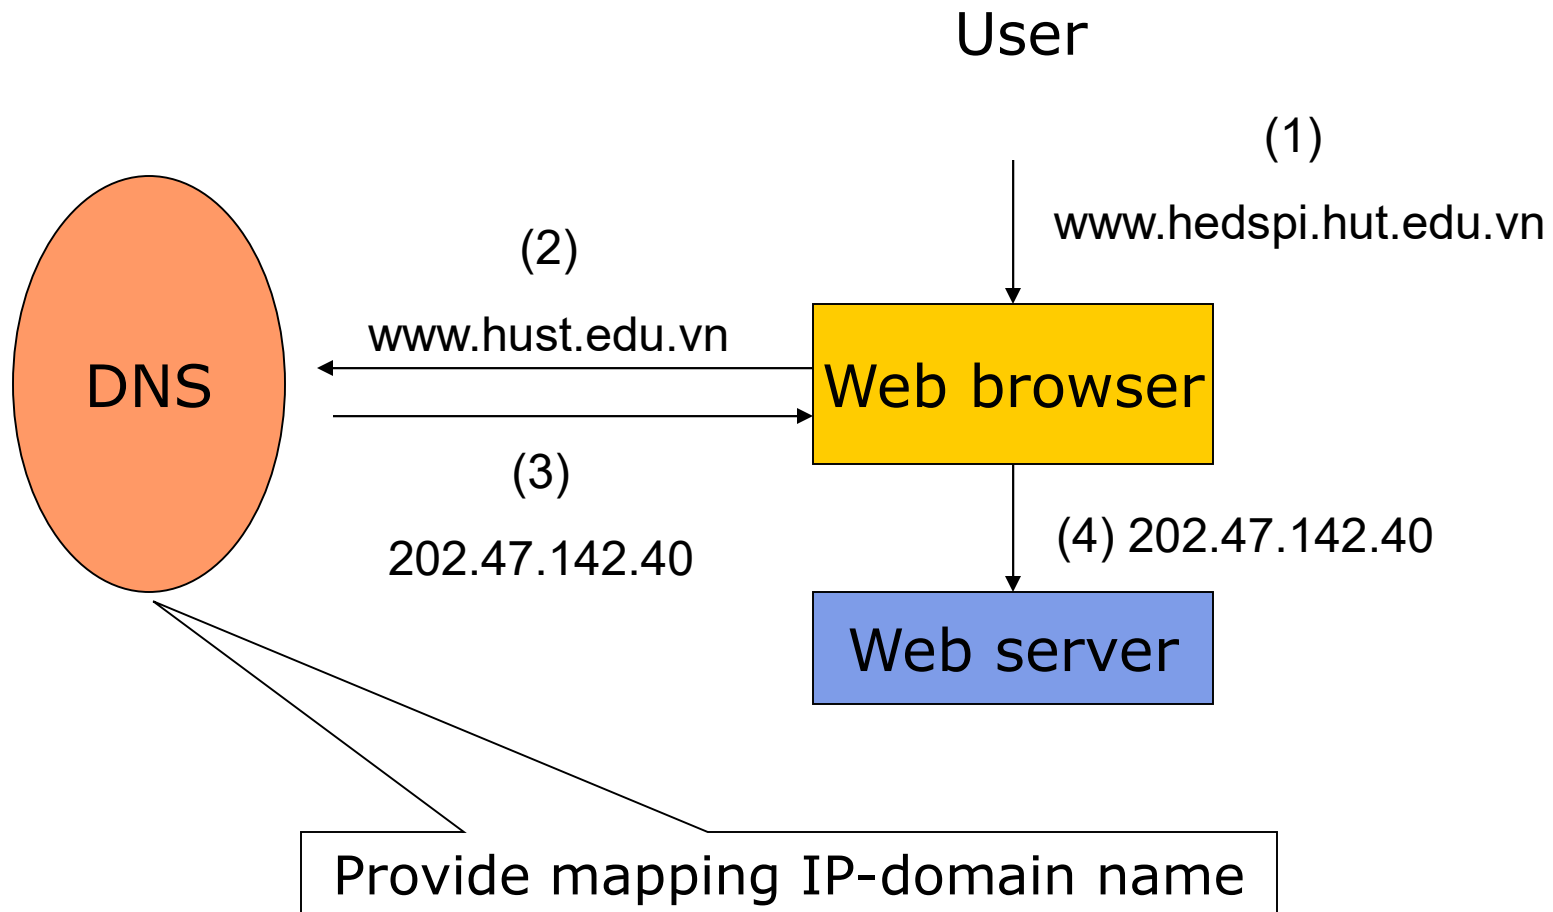 User
(1)
www.hedspi.hut.edu.vn
(2)
www.hust.edu.vn
DNS
Web browser
(3)
202.47.142.40
(4) 202.47.142.40
Web server
Provide mapping IP-domain name